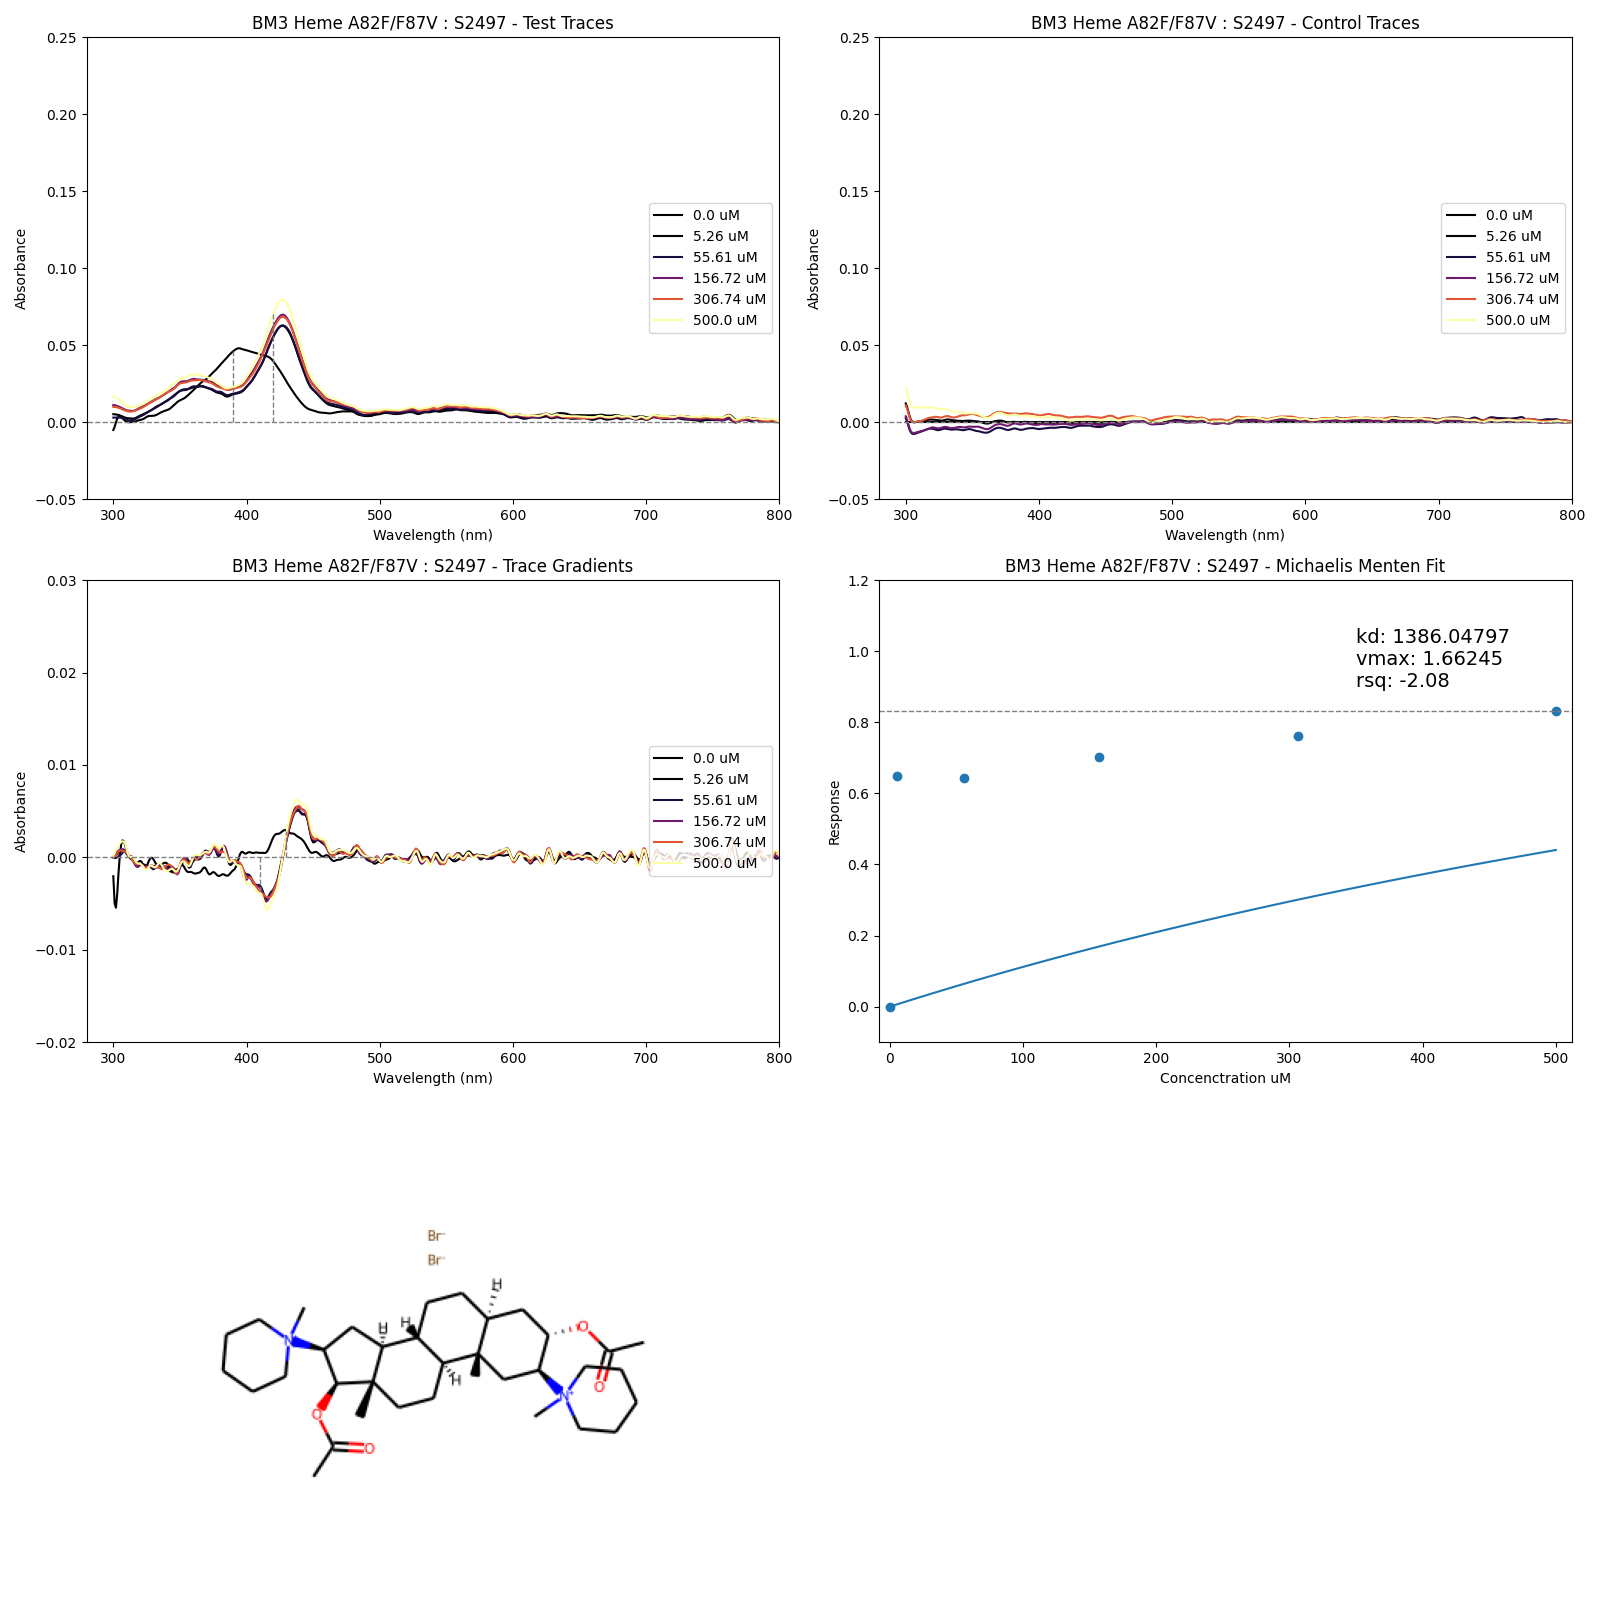 BM3 Heme A82F/F87V : S2497 - Test Traces
0.25
0.20
0.15
0.10
0.05
0.00
−0.05
Absorbance
300
400
500
600
700
800
Wavelength (nm)
0.0 uM
5.26 uM
55.61 uM
156.72 uM
306.74 uM
500.0 uM
BM3 Heme A82F/F87V : S2497 - Control Traces
0.25
0.20
0.15
0.10
0.05
0.00
−0.05
Absorbance
300
400
500
600
700
800
Wavelength (nm)
0.0 uM
5.26 uM
55.61 uM
156.72 uM
306.74 uM
500.0 uM
BM3 Heme A82F/F87V : S2497 - Trace Gradients
0.03
0.02
0.01
0.00
−0.01
−0.02
Absorbance
300
400
500
600
700
800
Wavelength (nm)
0.0 uM
5.26 uM
55.61 uM
156.72 uM
306.74 uM
500.0 uM
BM3 Heme A82F/F87V : S2497 - Michaelis Menten Fit
1.2
1.0
0.8
0.6
0.4
0.2
0.0
Response
0
100
200
300
400
500
Concenctration uM
kd: 1386.04797
vmax: 1.66245
rsq: -2.08
Br⁻
Br⁻
H
H
H
H
N
O
O
N⁺
O
O